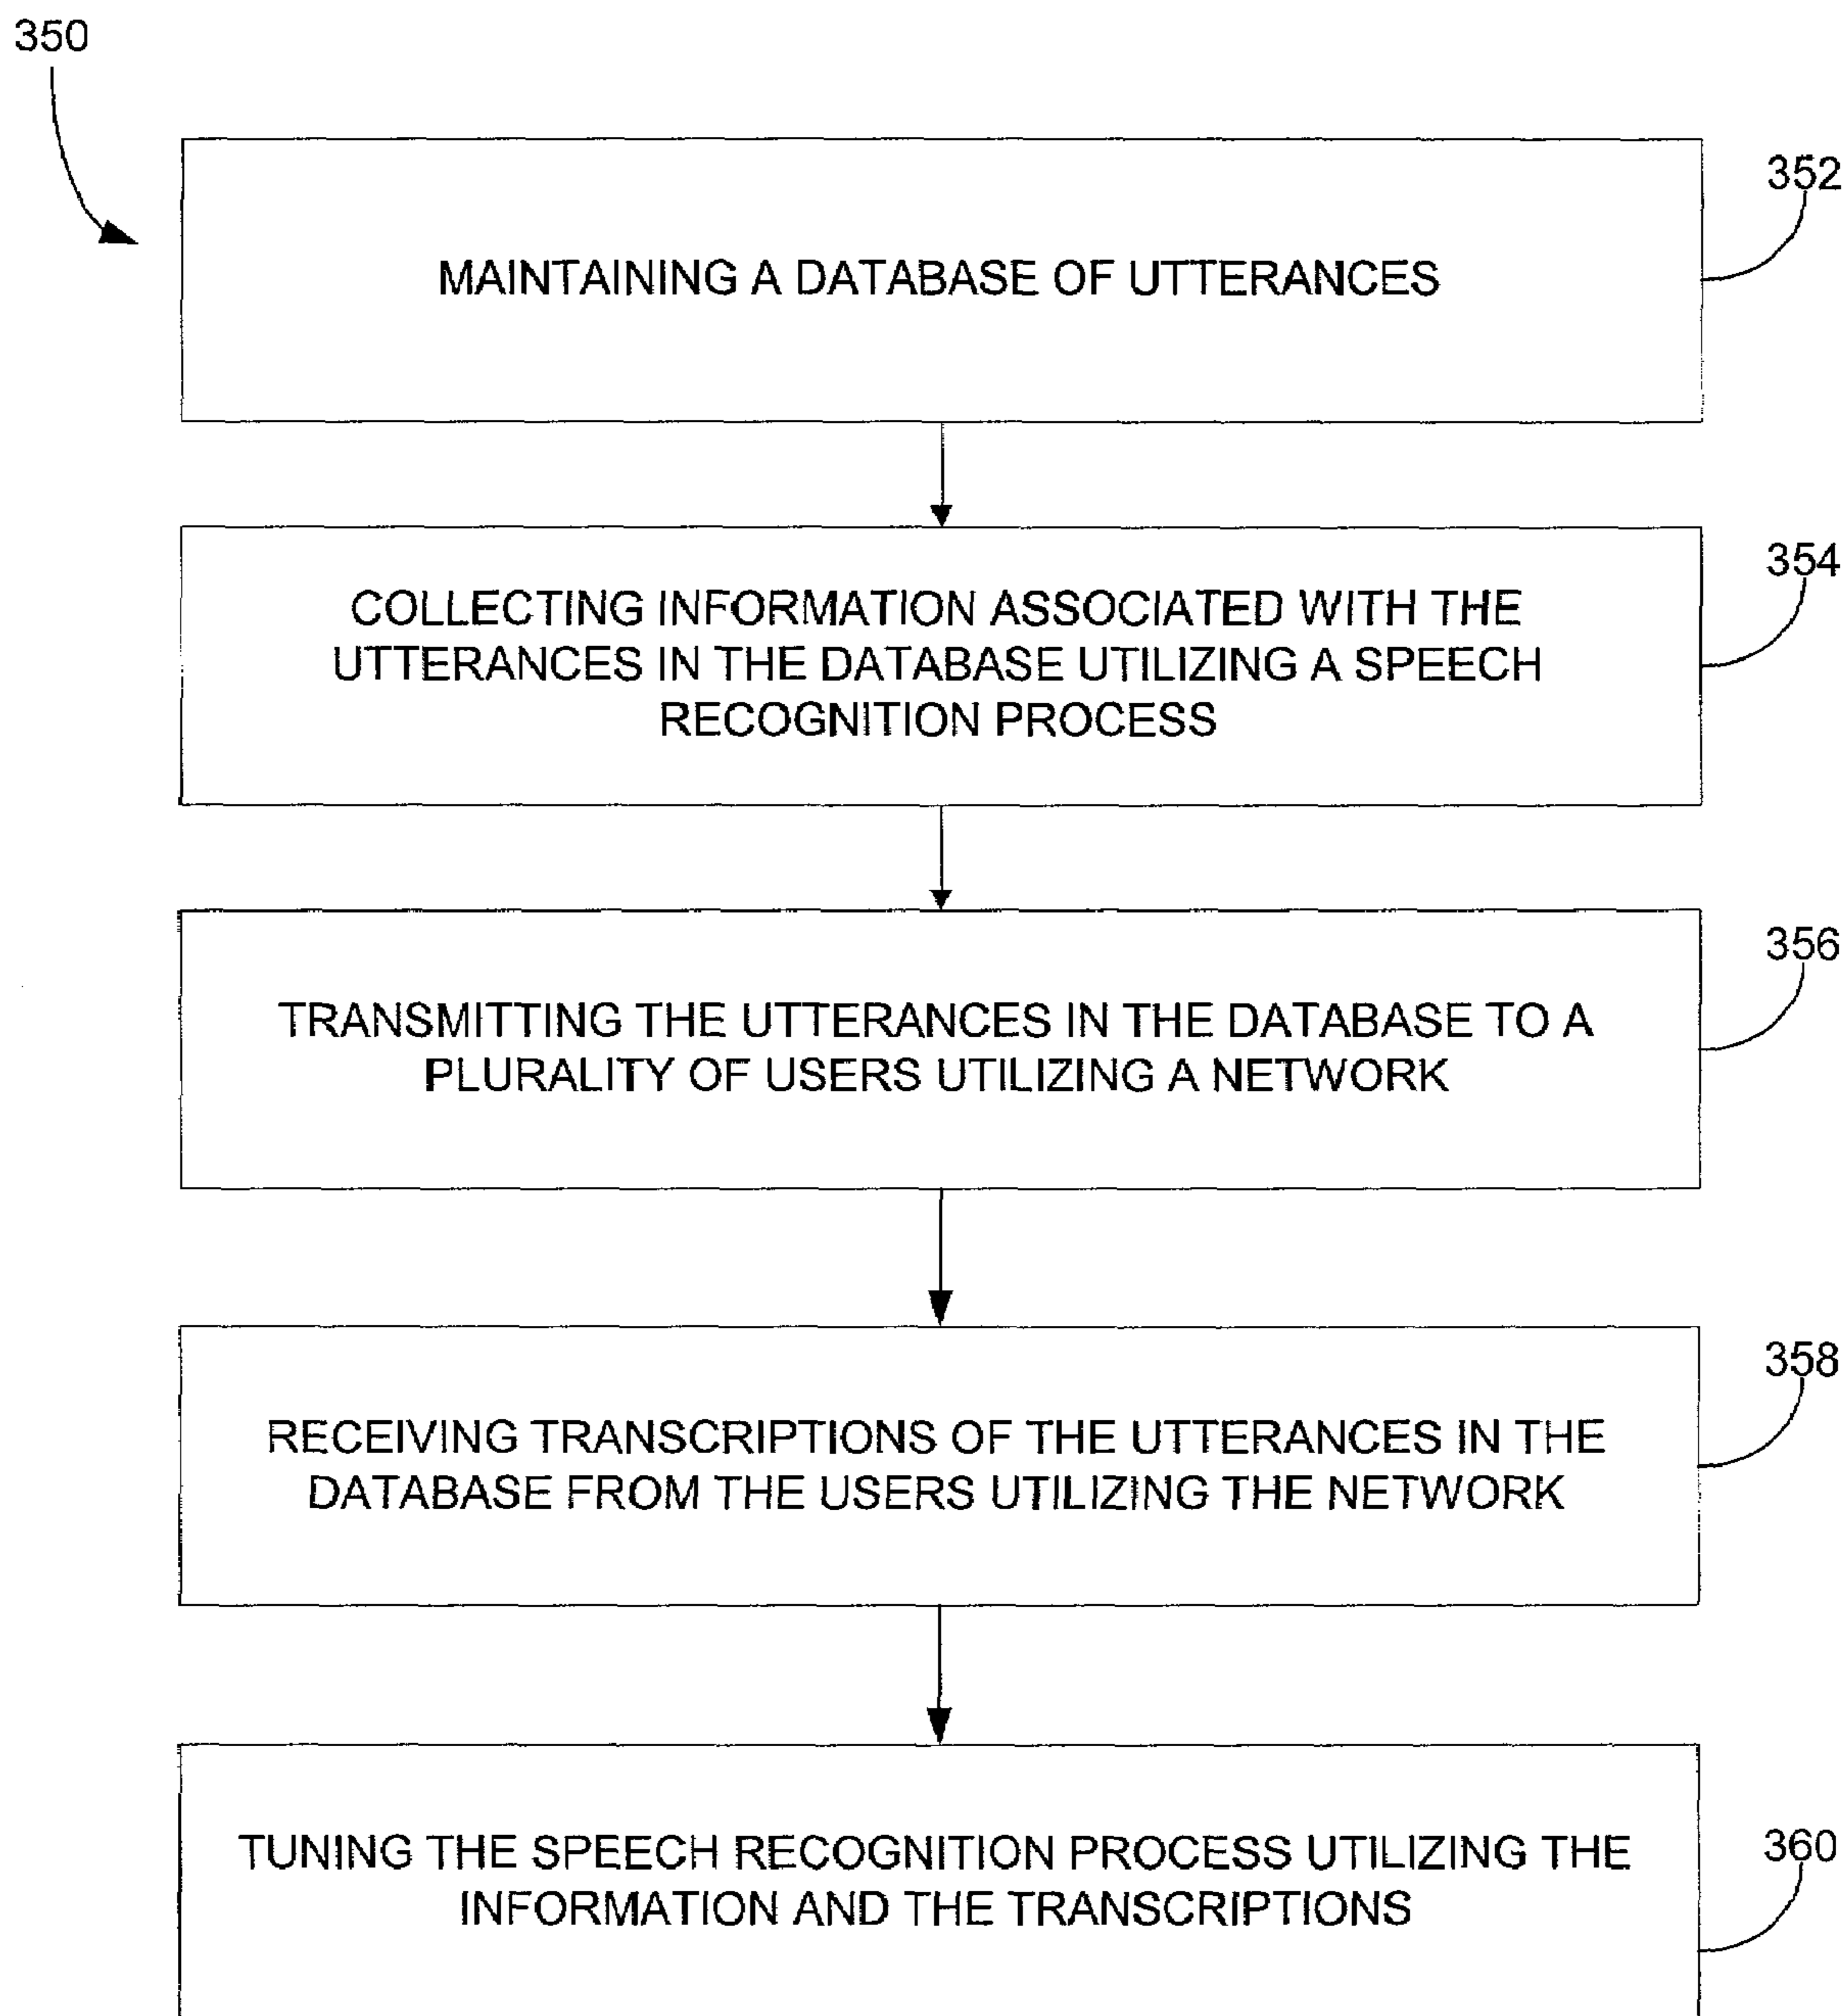 350
352
MAINTAINING A DATABASE OF UTTERANCES
354
COLLECTING INFORMATION ASSOCIATED WITH THE
UTTERANCES IN THE DATABASE UTILIZING A SPEECH
RECOGNITION PROCESS
356
TRANSMITTING THE UTTERANCES IN THE DATABASE TO A
PLURALITY OF USERS UTILIZING A NETWORK
358
RECEIVING TRANSCRIPTIONS OF THE UTTERANCES IN THE
DATABASE FROM THE USERS UTILIZING THE NETWORK
360
TUNING THE SPEECH RECOGNITION PROCESS UTILIZING THE
INFORMATION AND THE TRANSCRIPTIONS